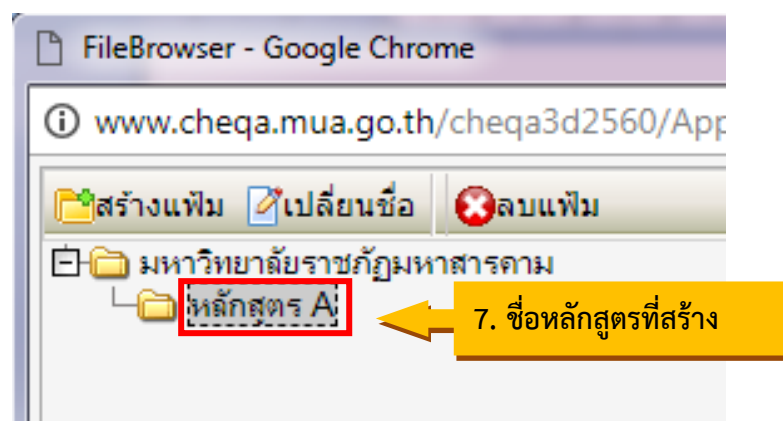 FileBrowser - Google Chrome
www.cheqa.mua.go.th/cheqa3d2560/App
สร้างแฟ้ม เปลี่ยนชื่อ ลบแฟ้ม
มหาวิทยาลัยราชภัฏมหาสารคาม
หลักสูตร A
7. ชื่อหลักสูตรที่สร้าง